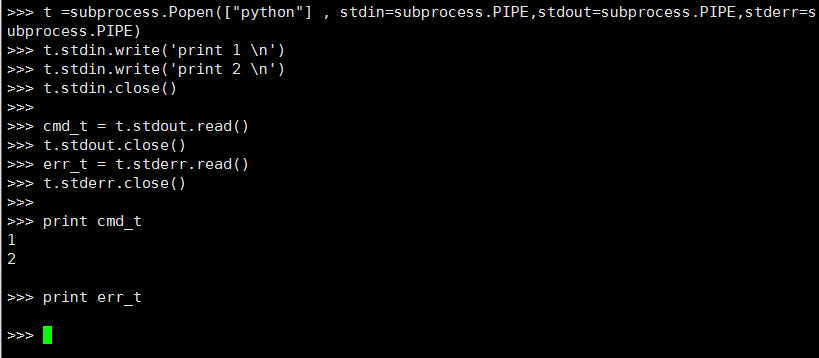 >>> t =subprocess.Popen(["python"] , stdin=subprocess.PIPE,stdout=subprocess.PIPE,stderr=s
ubprocess.PIPE)
>>> t.stdin.write('print 1 \n')
>>> t.stdin.write('print 2 \n')
>>> t.stdin.close()
>>>
>>> cmd_t = t.stdout.read()
>>> t.stdout.close()
>>> err_t = t.stderr.read()
>>> t.stderr.close()
>>>
>>> print cmd_t
1
2
>>> print err_t
>>>